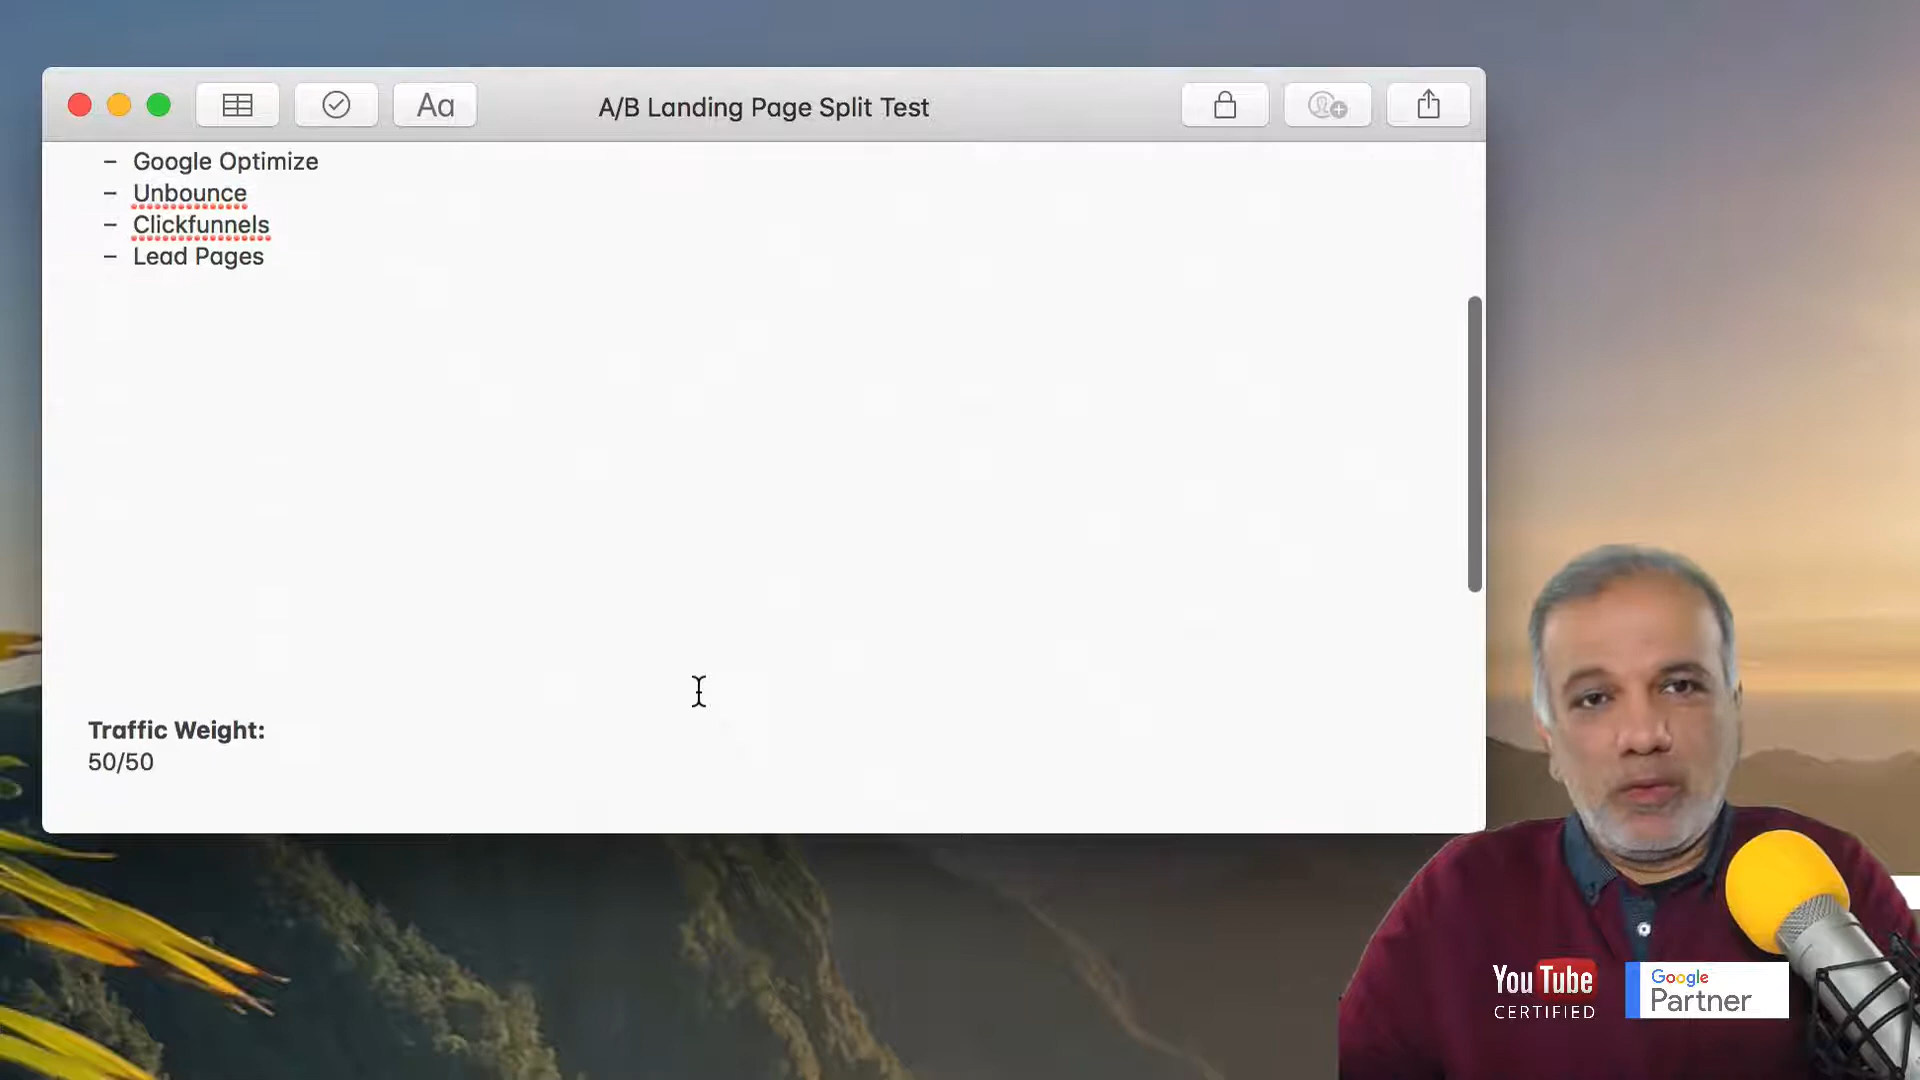 Aa
A/B Landing Page Split Test
– Google Optimize
– Unbounce
– Clickfunnels
– Lead Pages
Traffic Weight:
50/50
You Tube
CERTIFIED
Google
Partner